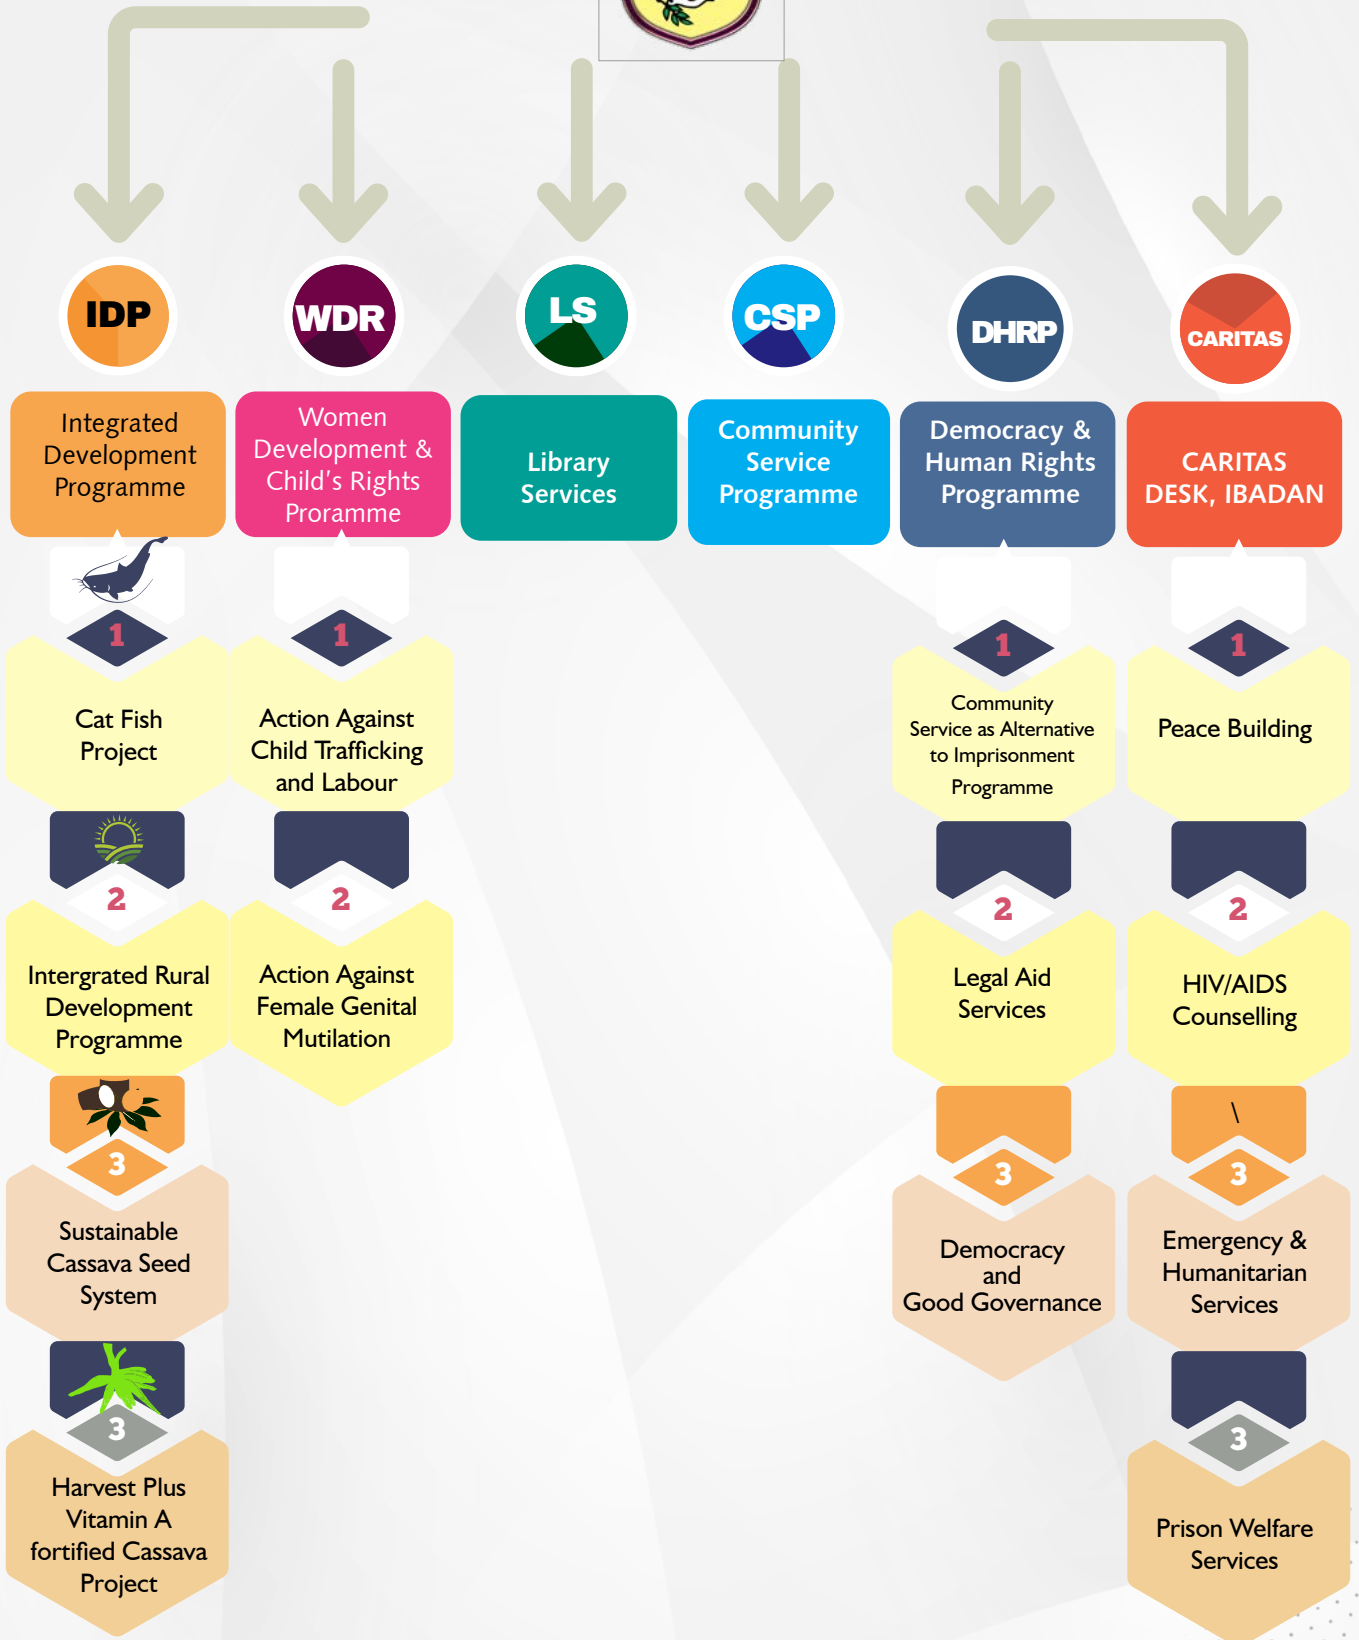 IDP
WDR
LS
CSP
DHRP
CARITAS
Integrated
Development
Programme
Women
Development &
Child's Rights
Proramme
Library
Services
Community
Service
Programme
Democracy &
Human Rights
Programme
CARITAS
DESK, IBADAN
1
Cat Fish
Project
2
Intergrated Rural
Development
Programme
3
Sustainable
Cassava Seed
System
3
Harvest Plus
Vitamin A
fortified Cassava
Project
1
Action Against
Child Trafficking
and Labour
2
Action Against
Female Genital
Mutilation
1
Community
Service as Alternative
to Imprisonment
Programme
2
Legal Aid
Services
3
Democracy
and
Good Governance
1
Peace Building
2
HIV/AIDS
Counselling
\
3
Emergency &
Humanitarian
Services
3
Prison Welfare
Services